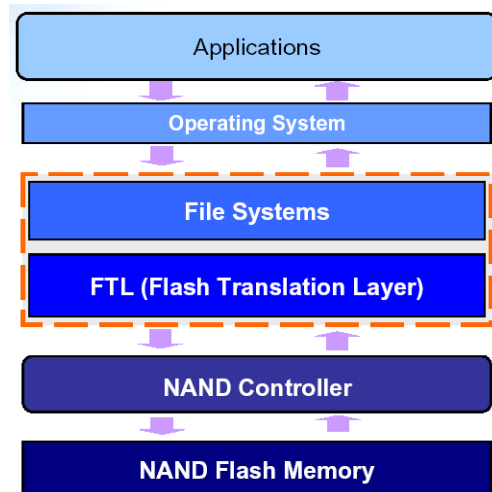 Applications
Operating System
File Systems
FTL (Flash Translation Layer)
NAND Controller
NAND Flash Memory